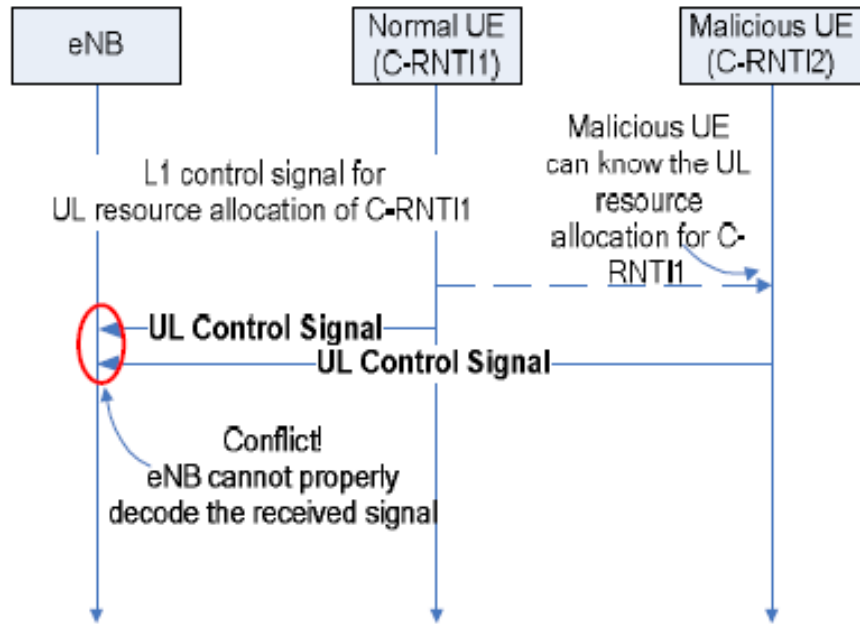 eNB
Normal UE
(C-RNTI1)
Malicious UE
(C-RNTI2)
L1 control signal for
UL resource allocation of C-RNTI1
Malicious UE
can know the UL
resource
allocation for C-
RNTI1
UL Control Signal
UL Control Signal
Conflict!
eNB cannot properly
decode the received signal